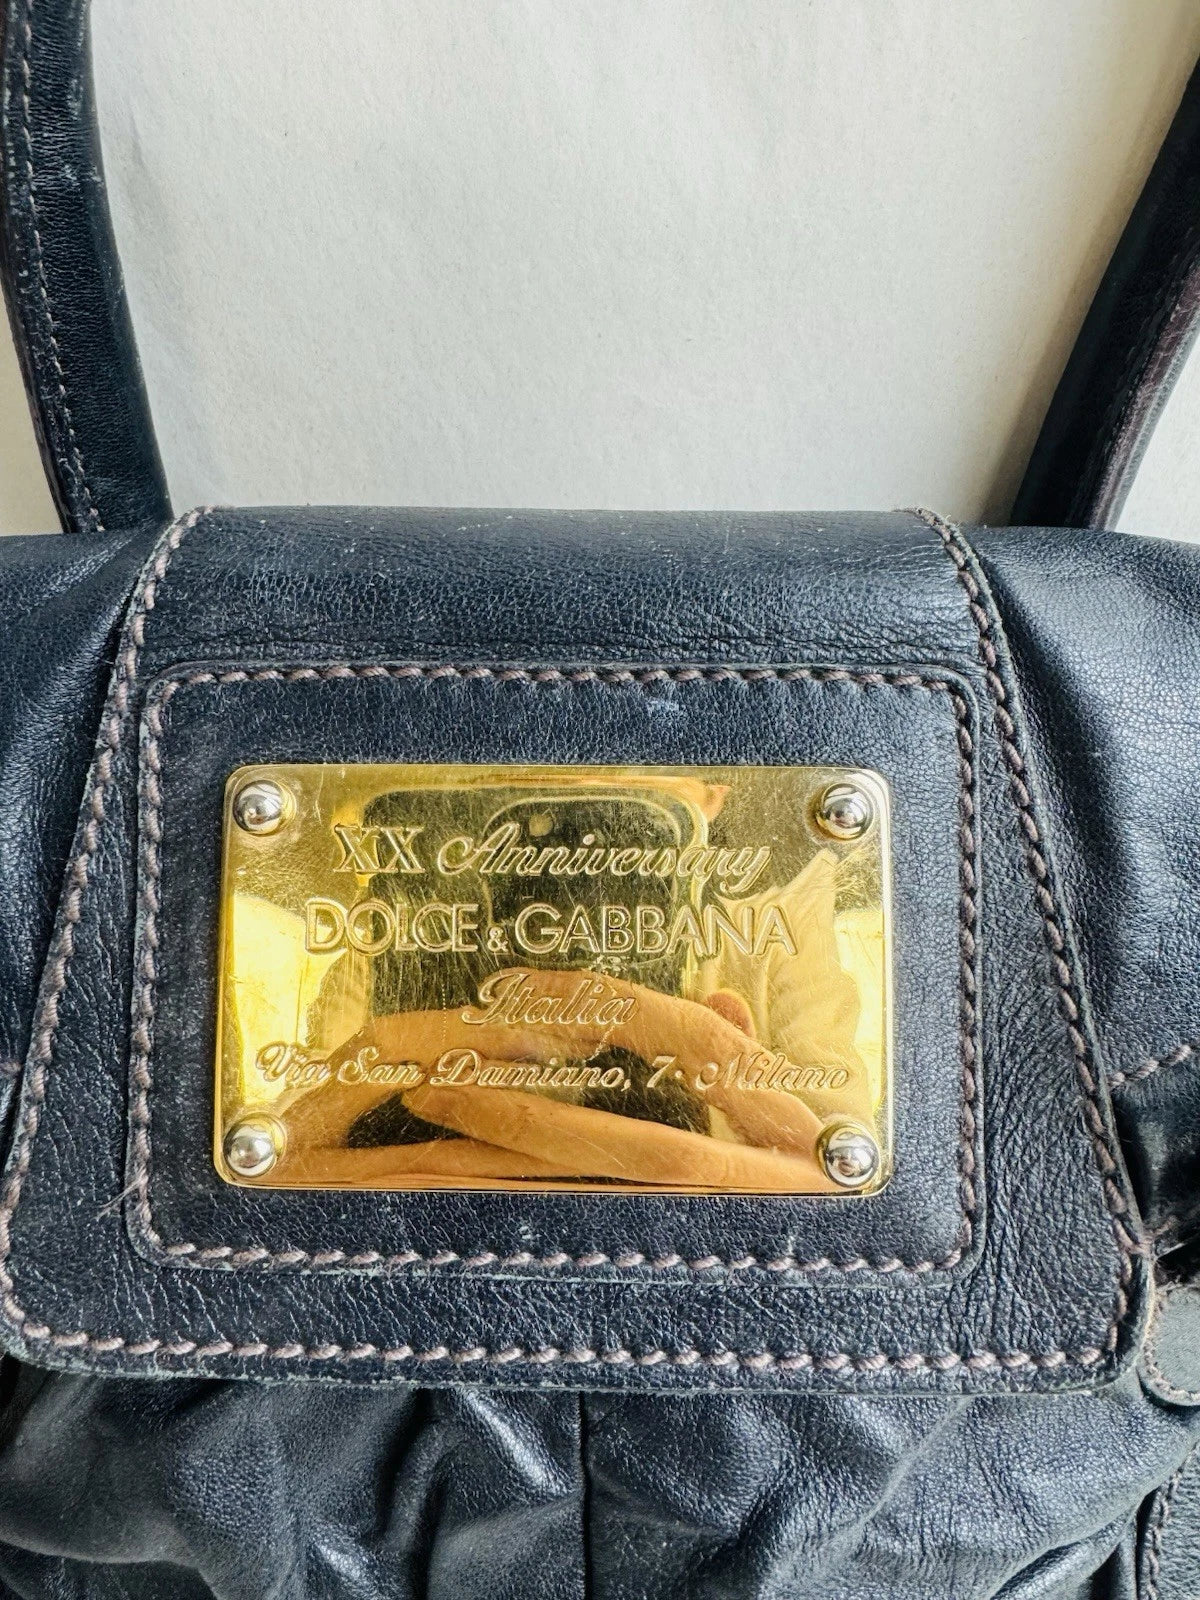 XX Anniversary
DOLCE & GABBANA
Italia
Via San Damiano, 7. Milano